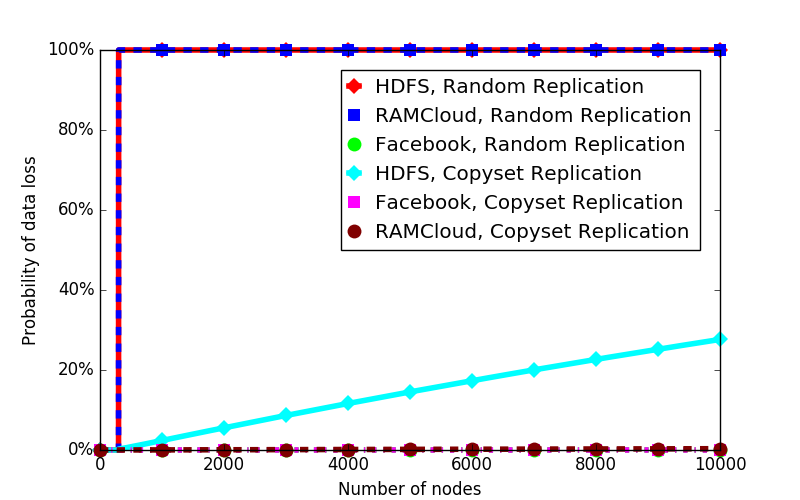 100%
80%
60%
40%
20%
0%
Probability of data loss
HDFS, Random Replication
RAMCloud, Random Replication
Facebook, Random Replication
HDFS, Copyset Replication
Facebook, Copyset Replication
RAMCloud, Copyset Replication
0 2000 4000 6000 8000 10000
Number of nodes